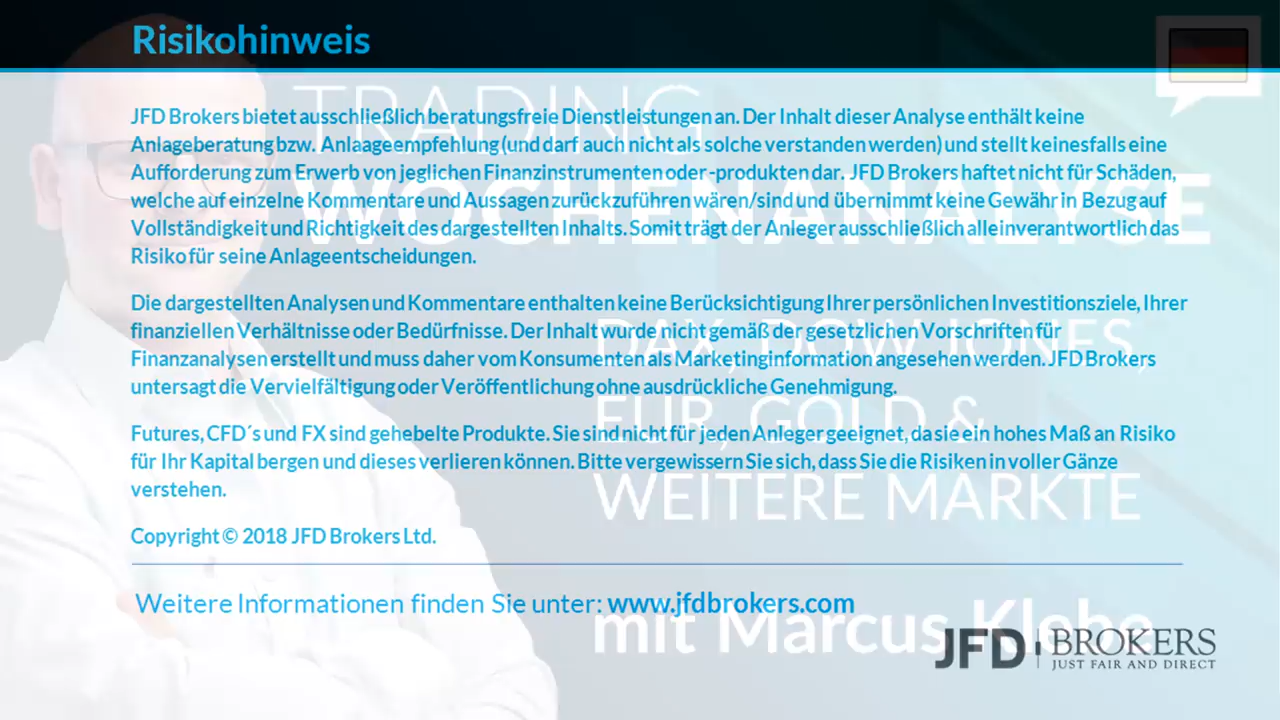 Risikohinweis
TRADING
WOCHENANALYSE
JFD Brokers bietet ausschließlich beratungsfreie Dienstleistungen an. Der Inhalt dieser Analyse enthält keine
Anlageberatung bzw. Anlaageempfehlung (und darf auch nicht als solche verstanden werden) und stellt keinesfalls eine
Aufforderung zum Erwerb von jeglichen Finanzinstrumenten oder -produkten dar. JFD Brokers haftet nicht für Schäden,
welche auf einzelne Kommentare und Aussagen zurückzuführen wären/sind und übernimmt keine Gewähr in Bezug auf
Vollständigkeit und Richtigkeit des dargestellten Inhalts. Somit trägt der Anleger ausschließlich alleinverantwortlich das
Risiko für seine Anlageentscheidungen.
Die dargestellten Analysen und Kommentare enthalten keine Berücksichtigung Ihrer persönlichen Investitionsziele, Ihrer
finanziellen Verhältnisse oder Bedürfnisse. Der Inhalt wurde nicht gemäß der gesetzlichen Vorschriften für
Finanzanalysen erstellt und muss daher vom Konsumenten als Marketinginformation angesehen werden. JFD Brokers
untersagt die Vervielfältigung oder Veröffentlichung ohne ausdrückliche Genehmigung.
DAX, DOW JONES,
EUR, GOLD &
WEITERE MÄRKTE
Futures, CFD´s und FX sind gehebelte Produkte. Sie sind nicht für jeden Anleger geeignet, da sie ein hohes Maß an Risiko
für Ihr Kapital bergen und dieses verlieren können. Bitte vergewissern Sie sich, dass Sie die Risiken in voller Gänze
verstehen.
Copyright © 2018 JFD Brokers Ltd.
Weitere Informationen finden Sie unter: www.jfdbrokers.com
mit Marcus Klebe
JFD BROKERS
JUST FAIR AND DIRECT